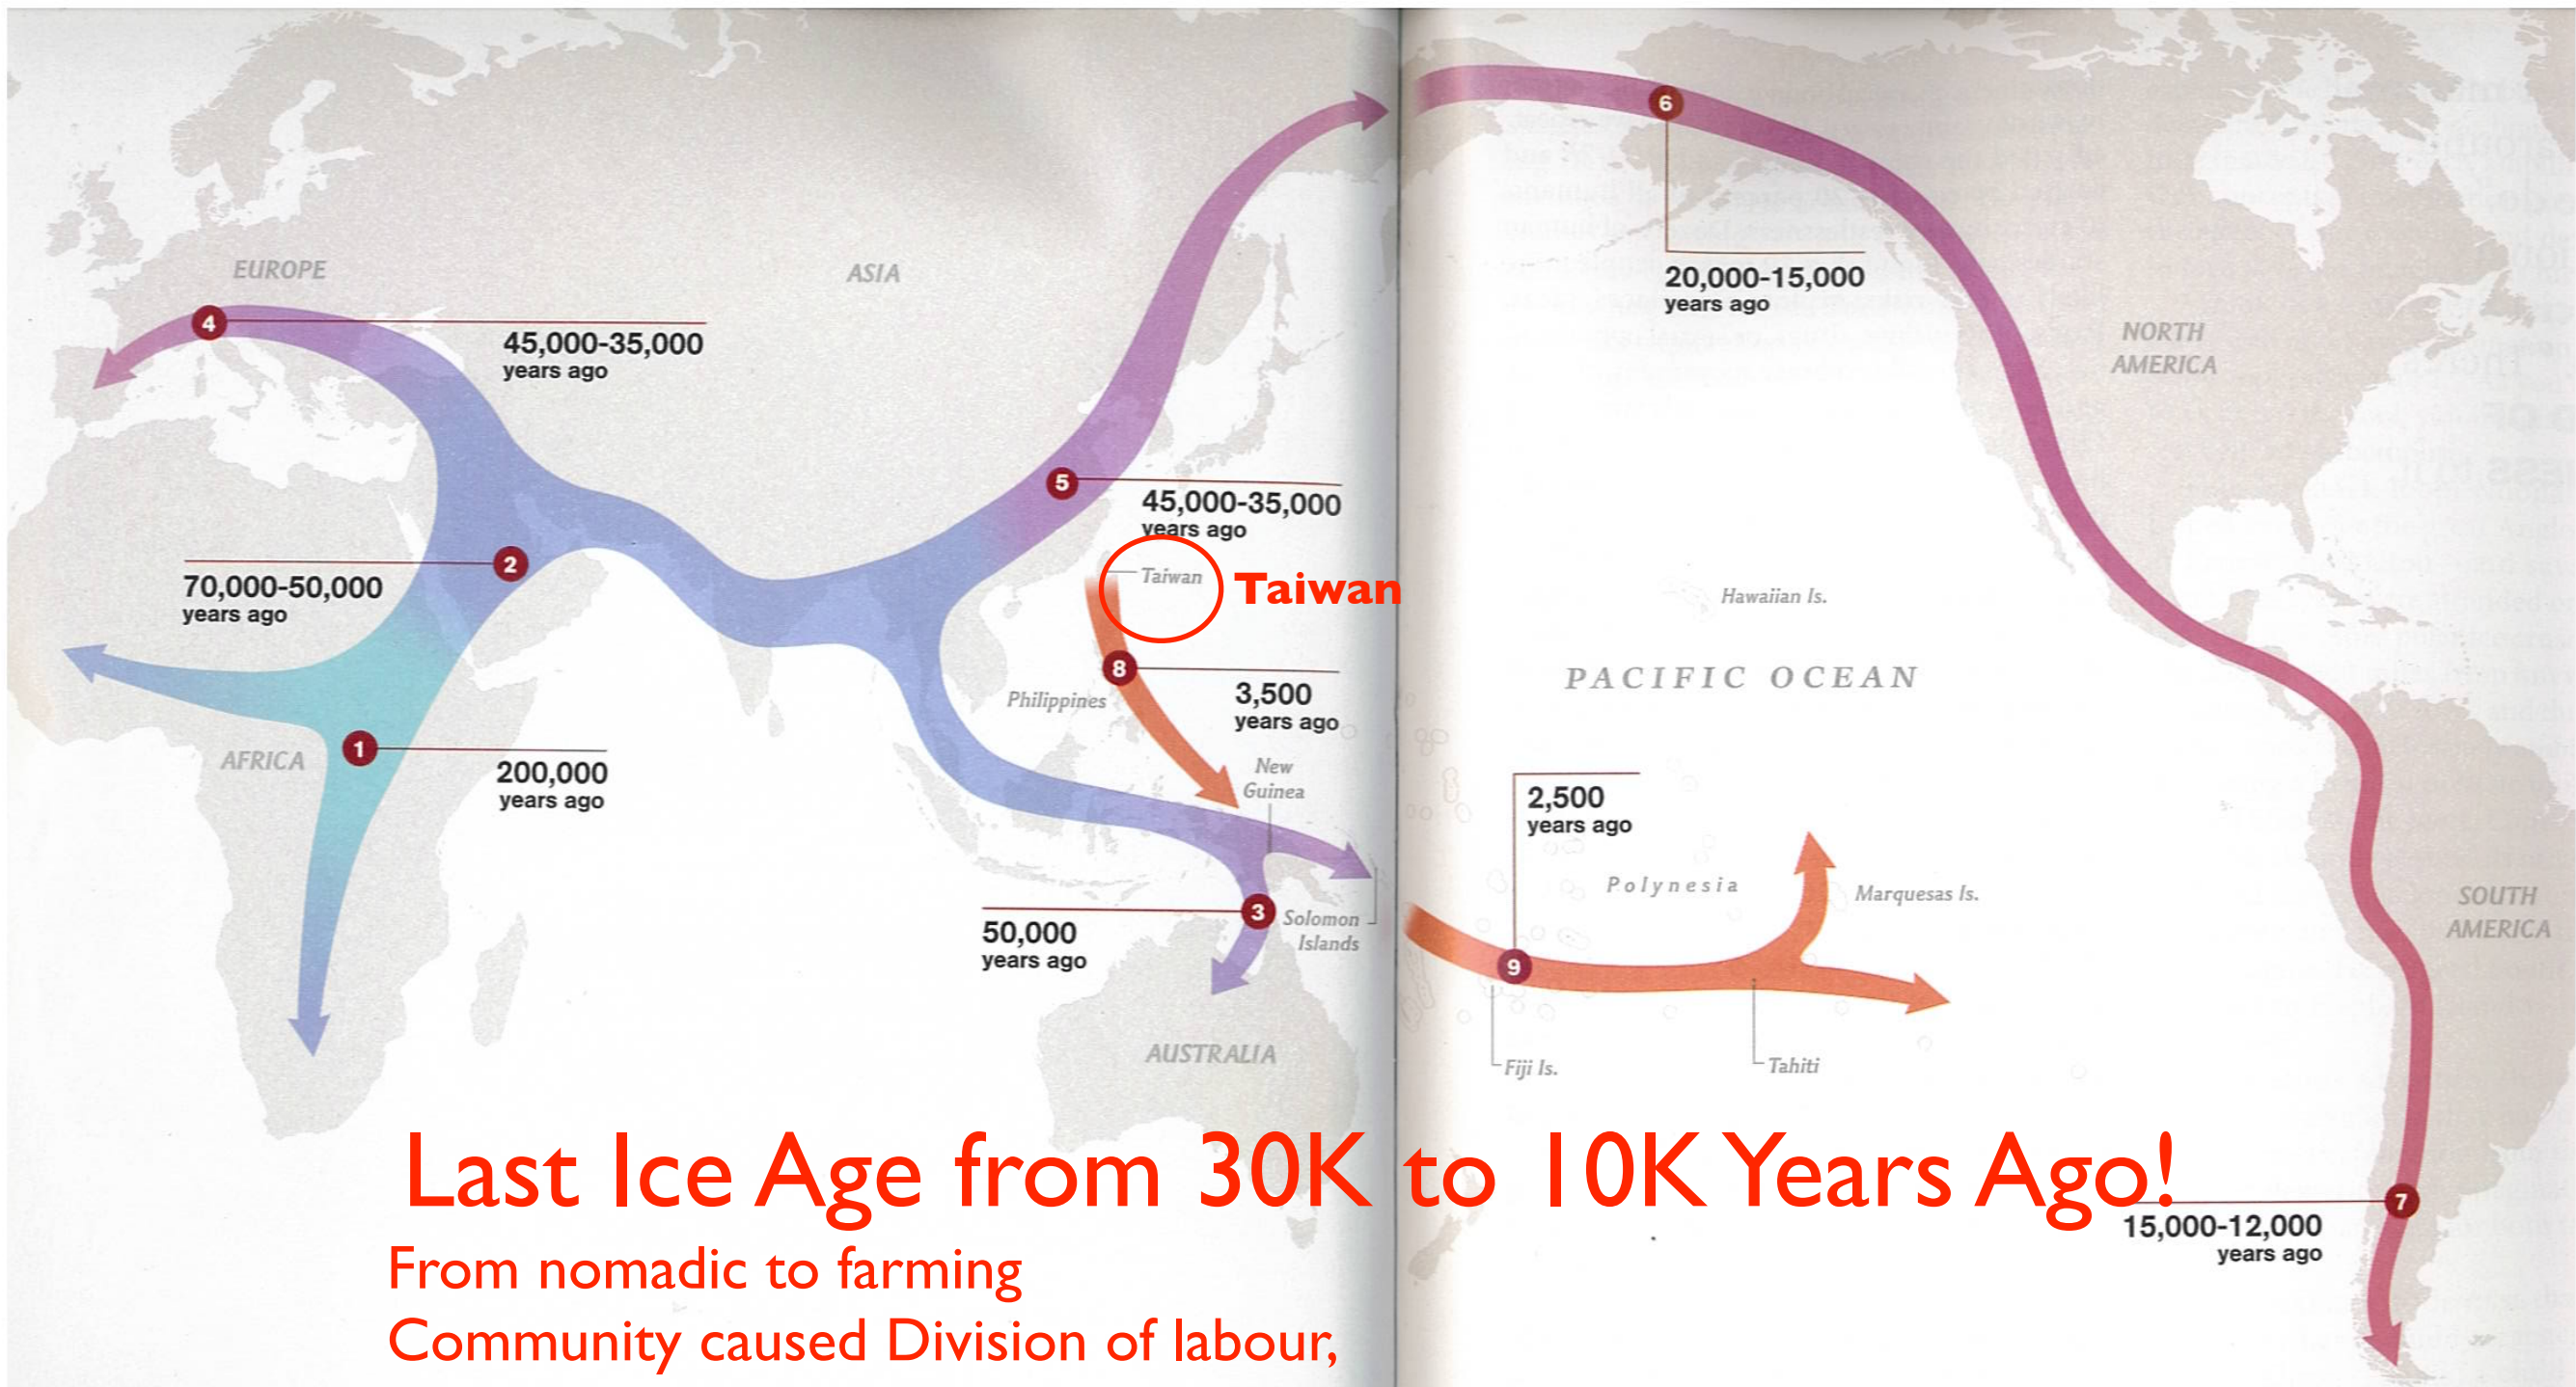 6
20,000-15,000
years ago
EUROPE
ASIA
4
45,000-35,000
years ago
NORTH
AMERICA
5
45,000-35,000
years ago
2
70,000-50,000
years ago
Taiwan
Taiwan
Hawaiian Is.
8
3,500
years ago
Philippines
PACIFIC OCEAN
1
200,000
years ago
AFRICA
New
Guinea
2,500
years ago
Polynesia
Marquesas Is.
SOUTH
AMERICA
3
50,000
years ago
Solomon
Islands
9
AUSTRALIA
Fiji Is.
Tahiti
Last Ice Age from 30K to 10K Years Ago!
7
15,000-12,000
years ago
From nomadic to farming
Community caused Division of labour,